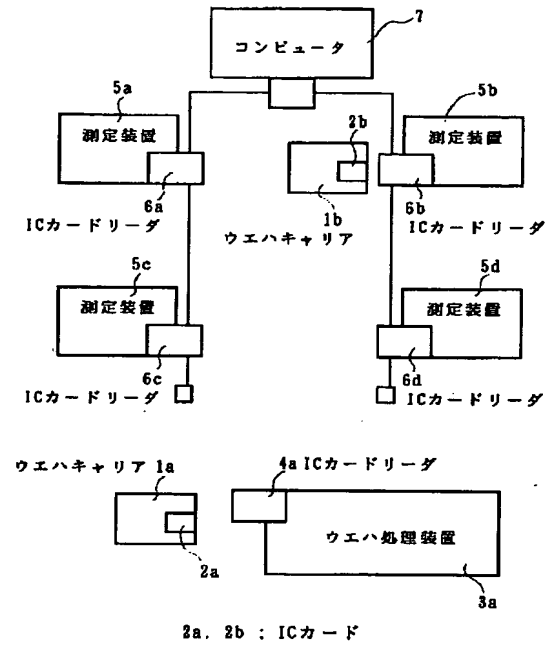 7
コンピュータ
5a
5b
測定装置
2b
測定装置
6a
1b
6b
ICカードリーダ
ウエハキャリア
ICカードリーダ
5c
5d
測定装置
測定装置
6c
6d
ICカードリーダ
ICカードリーダ
ウエハキャリア 1a
4a ICカードリーダ
ウエハ処理装置
2a
3a
2a, 2b ; ICカード